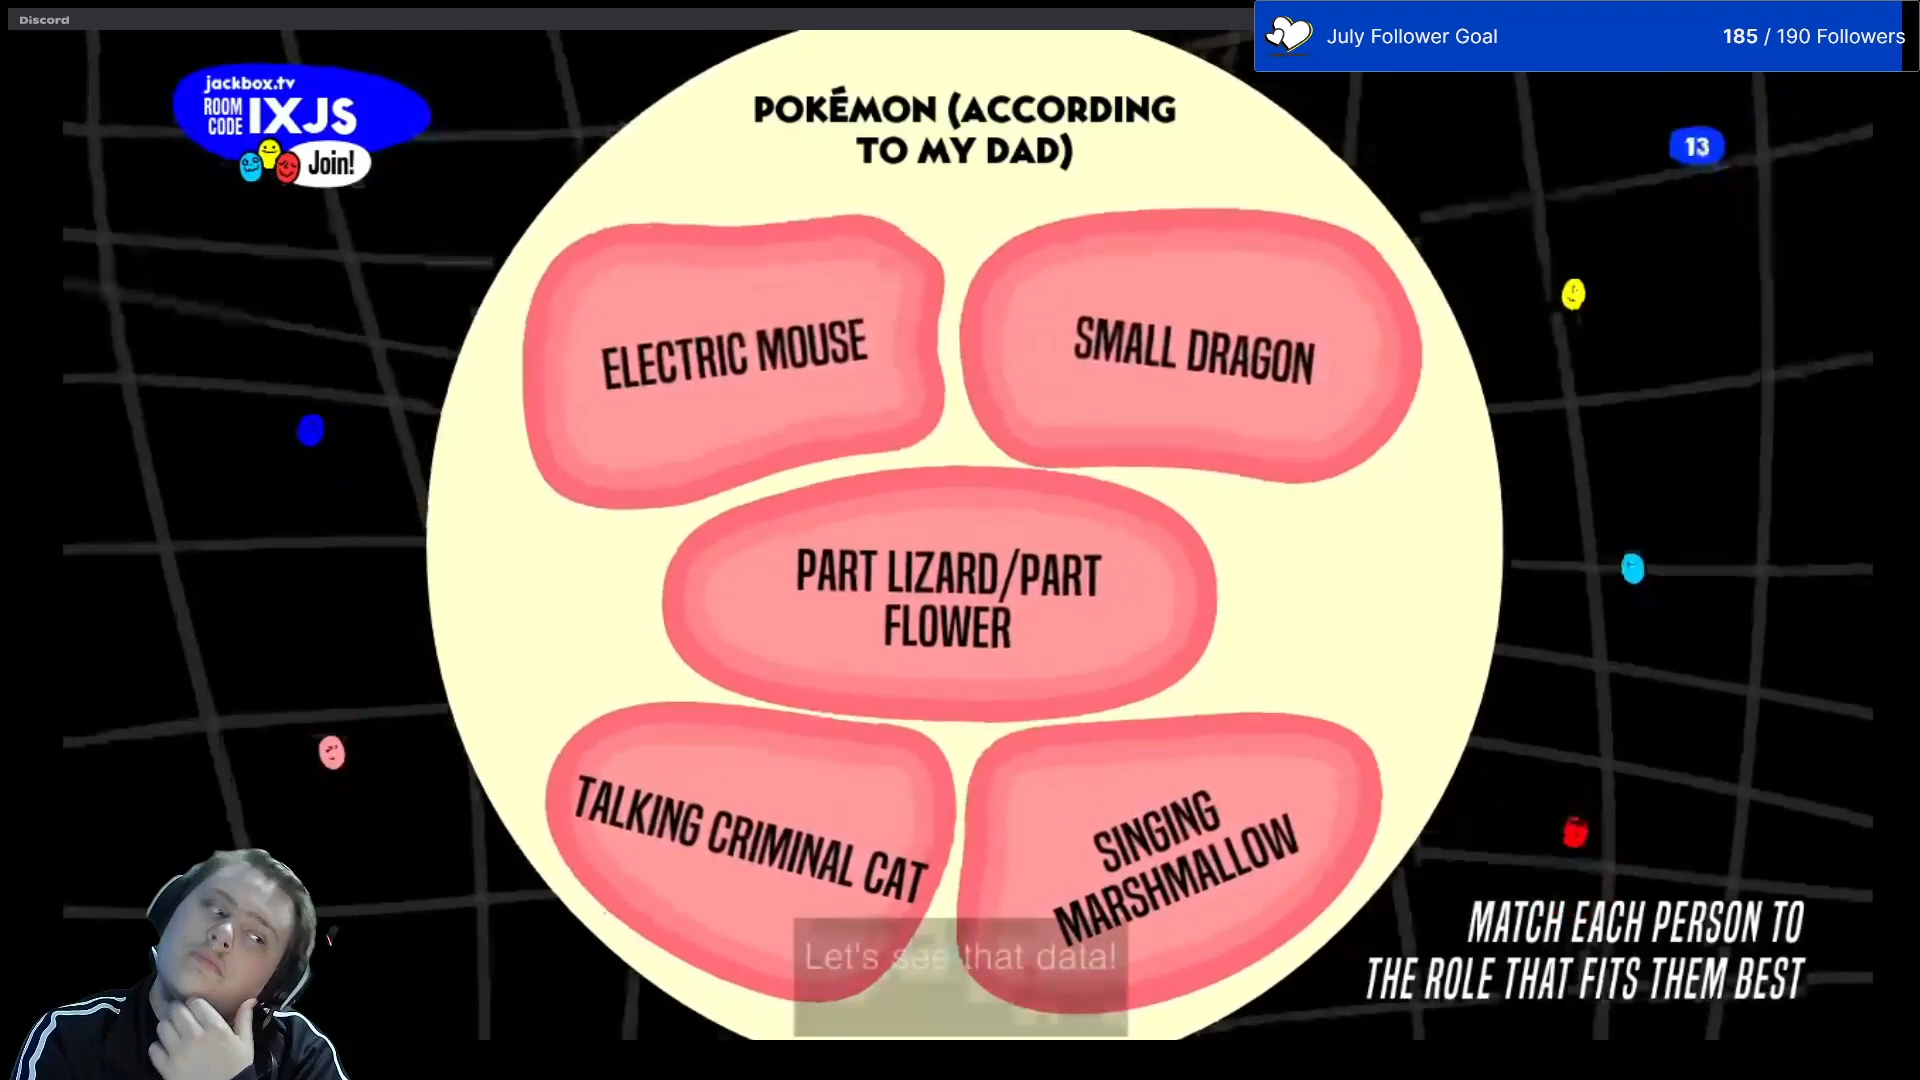 Discord
July Follower Goal
185 / 190 Followers
jackbox.tv
ROOM
CODE
IXJS
Join!
POKÉMON (ACCORDING
TO MY DAD)
13
ELECTRIC MOUSE
SMALL DRAGON
PART LIZARD/PART
FLOWER
TALKING CRIMINAL CAT
SINGING
MARSHMALLOW
Let's see that data!
MATCH EACH PERSON TO
THE ROLE THAT FITS THEM BEST